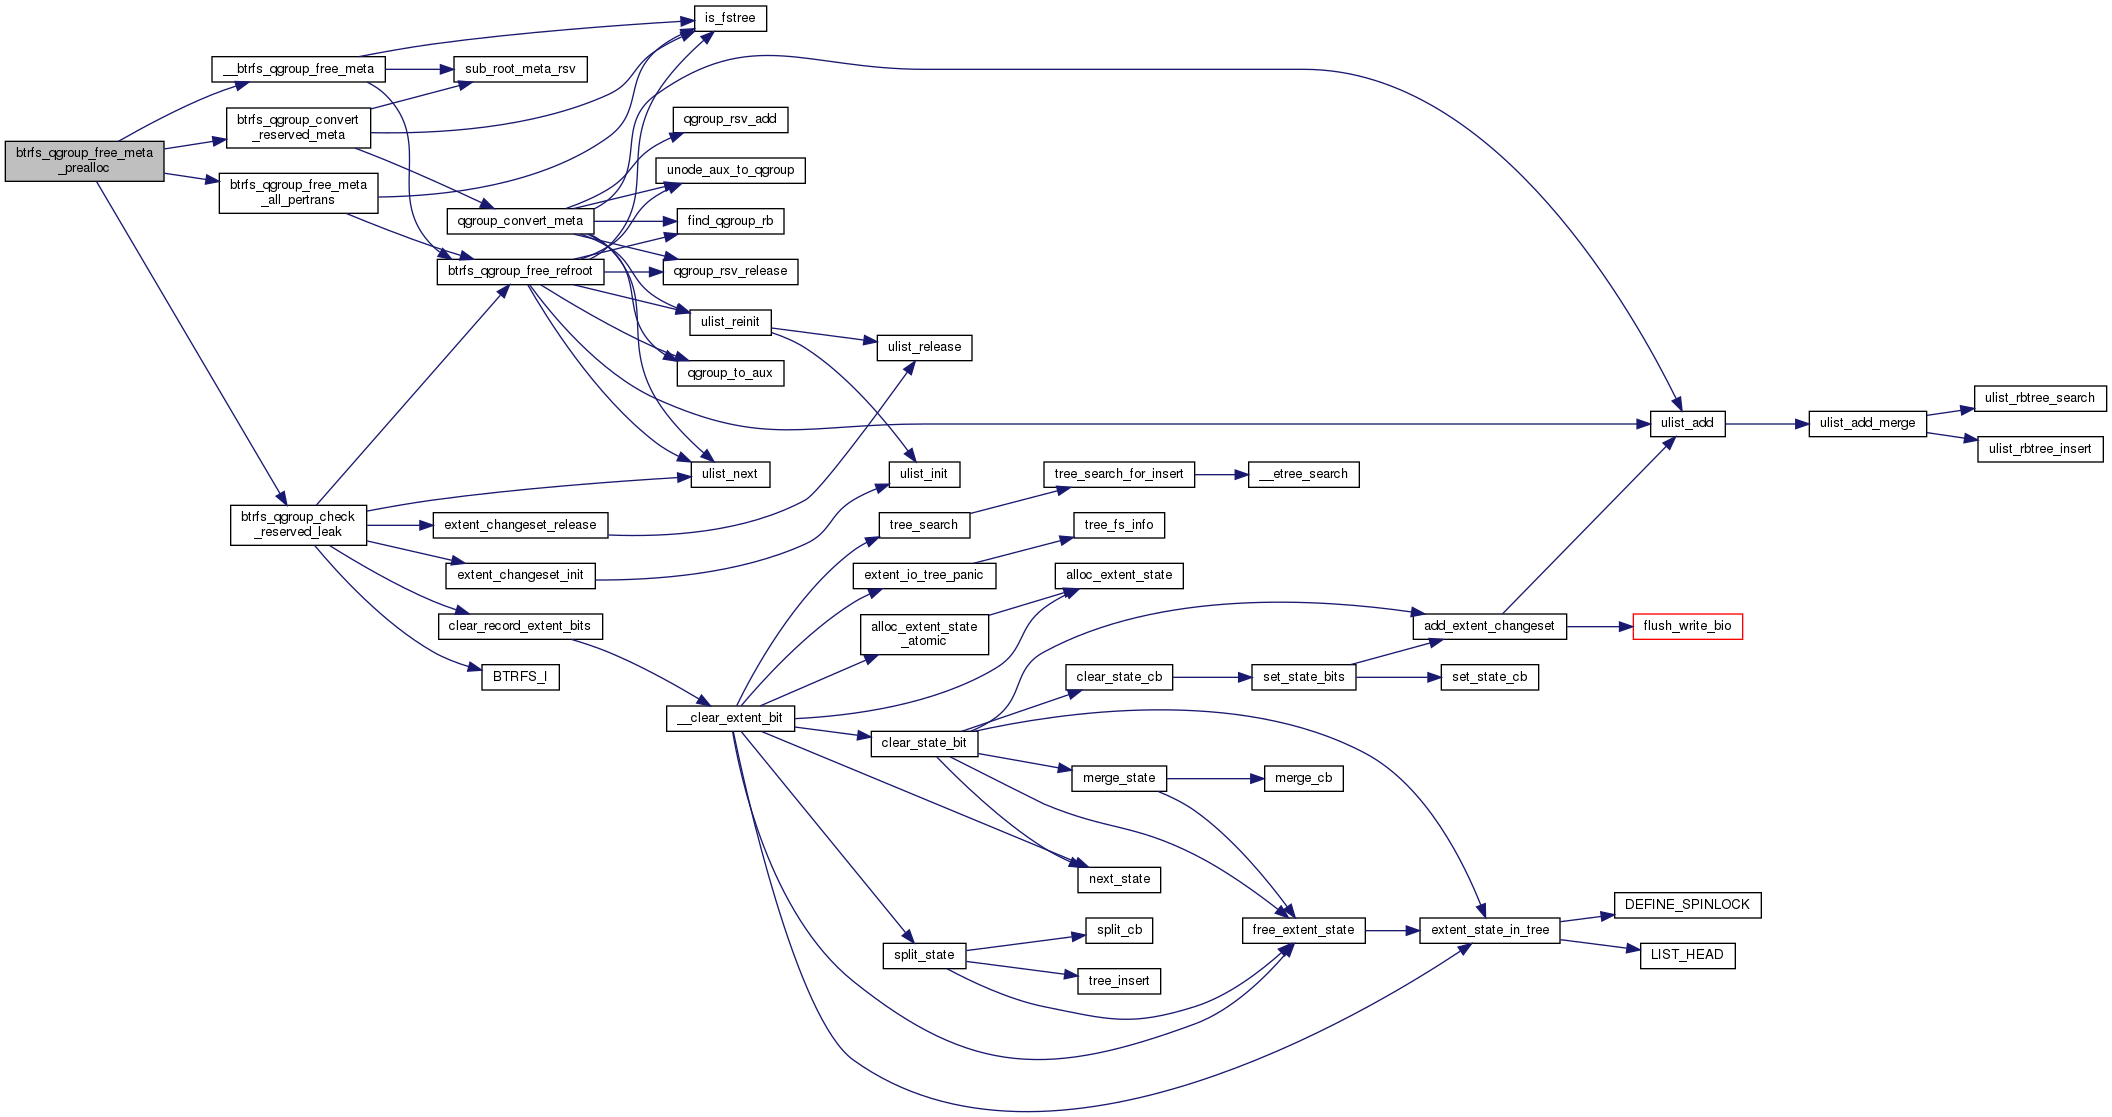 is_fstree
__btrfs_qgroup_free_meta
sub_root_meta_rsv
btrfs_qgroup_convert
_reserved_meta
qgroup_rsv_add
btrfs_qgroup_free_meta
_prealloc
unode_aux_to_qgroup
btrfs_qgroup_free_meta
_all_pertrans
qgroup_convert_meta
find_qgroup_rb
btrfs_qgroup_free_refroot
qgroup_rsv_release
ulist_reinit
ulist_release
qgroup_to_aux
ulist_rbtree_search
ulist_add
ulist_add_merge
ulist_rbtree_insert
ulist_next
ulist_init
tree_search_for_insert
__etree_search
btrfs_qgroup_check
_reserved_leak
extent_changeset_release
tree_search
tree_fs_info
extent_changeset_init
extent_io_tree_panic
alloc_extent_state
clear_record_extent_bits
alloc_extent_state
_atomic
add_extent_changeset
flush_write_bio
BTRFS_I
clear_state_cb
set_state_bits
set_state_cb
__clear_extent_bit
clear_state_bit
merge_state
merge_cb
next_state
DEFINE_SPINLOCK
split_cb
free_extent_state
extent_state_in_tree
split_state
LIST_HEAD
tree_insert